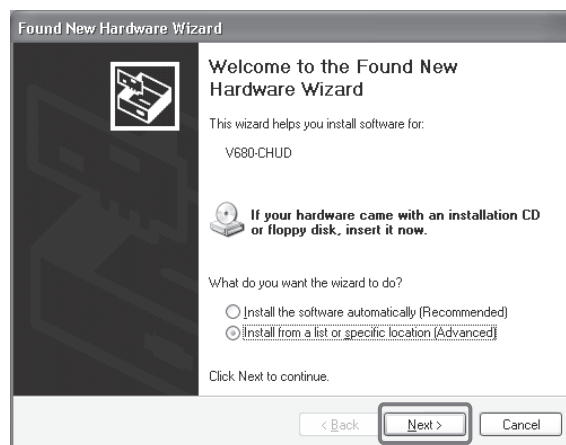 Found New Hardware Wizard
Welcome to the Found New
Hardware Wizard
This wizard helps you install software for:
V680-CHUD
If your hardware came with an installation CD
or floppy disk, insert it now.
What do you want the wizard to do?
Install the software automatically (Recommended)
Install from a list or specific location (Advanced)
Click Next to continue.
< Back
Next >
Cancel